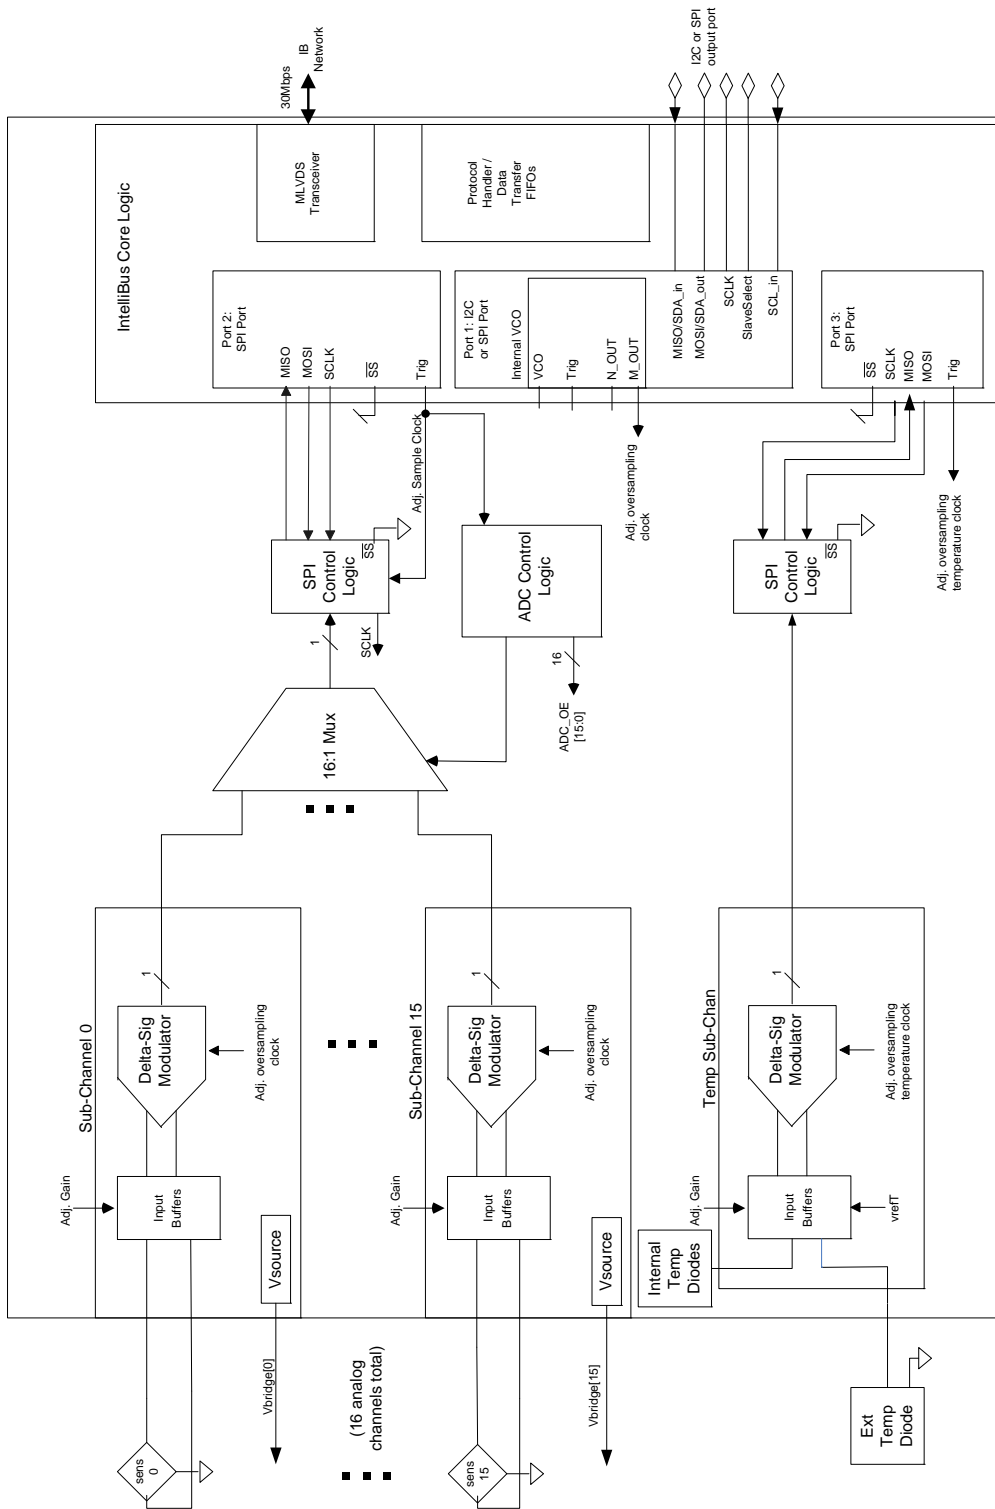 30Mbps
IB
Network
I2C or SPI
output port
IntelliBus Core Logic
MLVDS
Transceiver
Protocol
Handler /
Data
Transfer
FIFOs
Port 2:
SPI Port
MISO
MOSI
SCLK
SS
Trig
Port 1: I2C
or SPI Port
Internal VCO
VCO
Trig
N_OUT
M_OUT
MISO/SDA_in
MOSI/SDA_out
SCLK
SlaveSelect
SCL_in
Port 3:
SPI Port
SS
SCLK
MISO
MOSI
Trig
Adj. Sample Clock
Adj. oversampling
clock
Adj. oversampling
temperature clock
SPI
Control
Logic
SS
SCLK
1
ADC Control
Logic
16
ADC_OE
[15:0]
SPI
Control
Logic
SS
16:1 Mux
Sub-Channel 0
1
Delta-Sig
Modulator
Adj. oversampling
clock
Adj. Gain
Input
Buffers
Vsource
Vbridge[0]
sens
0
(16 analog
channels total)
Sub-Channel 15
1
Delta-Sig
Modulator
Adj. oversampling
clock
Adj. Gain
Input
Buffers
Vsource
Vbridge[15]
sens
15
Temp Sub-Chan
1
Delta-Sig
Modulator
Adj. oversampling
temperature clock
Adj. Gain
Input
Buffers
vrefT
Internal
Temp
Diodes
Ext
Temp
Diode